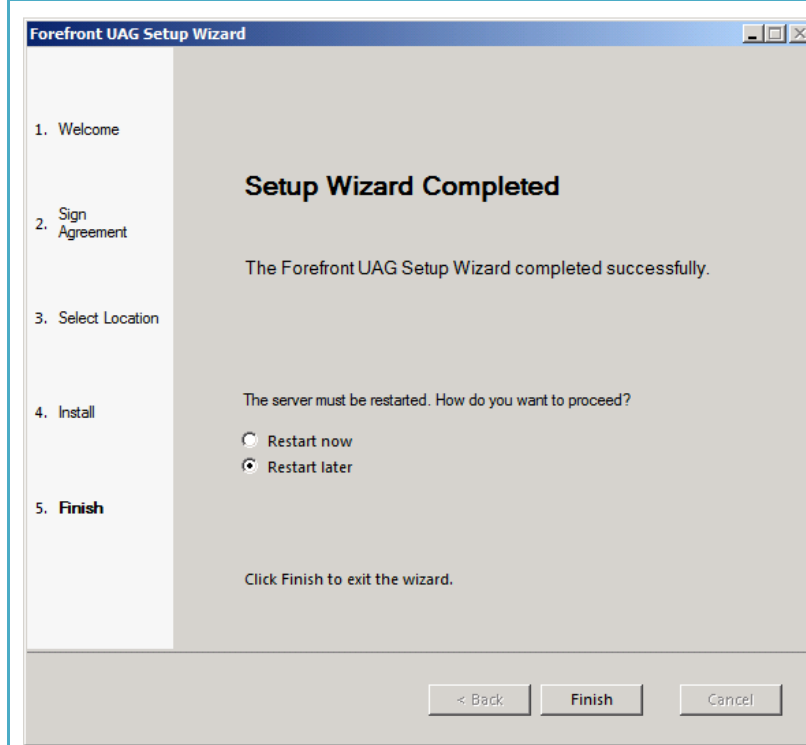 Forefront UAG Setup Wizard
1. Welcome
2. Sign
Agreement
3. Select Location
4. Install
5. Finish
Setup Wizard Completed
The Forefront UAG Setup Wizard completed successfully.
The server must be restarted. How do you want to proceed?
Restart now
Restart later
Click Finish to exit the wizard.
< Back
Finish
Cancel